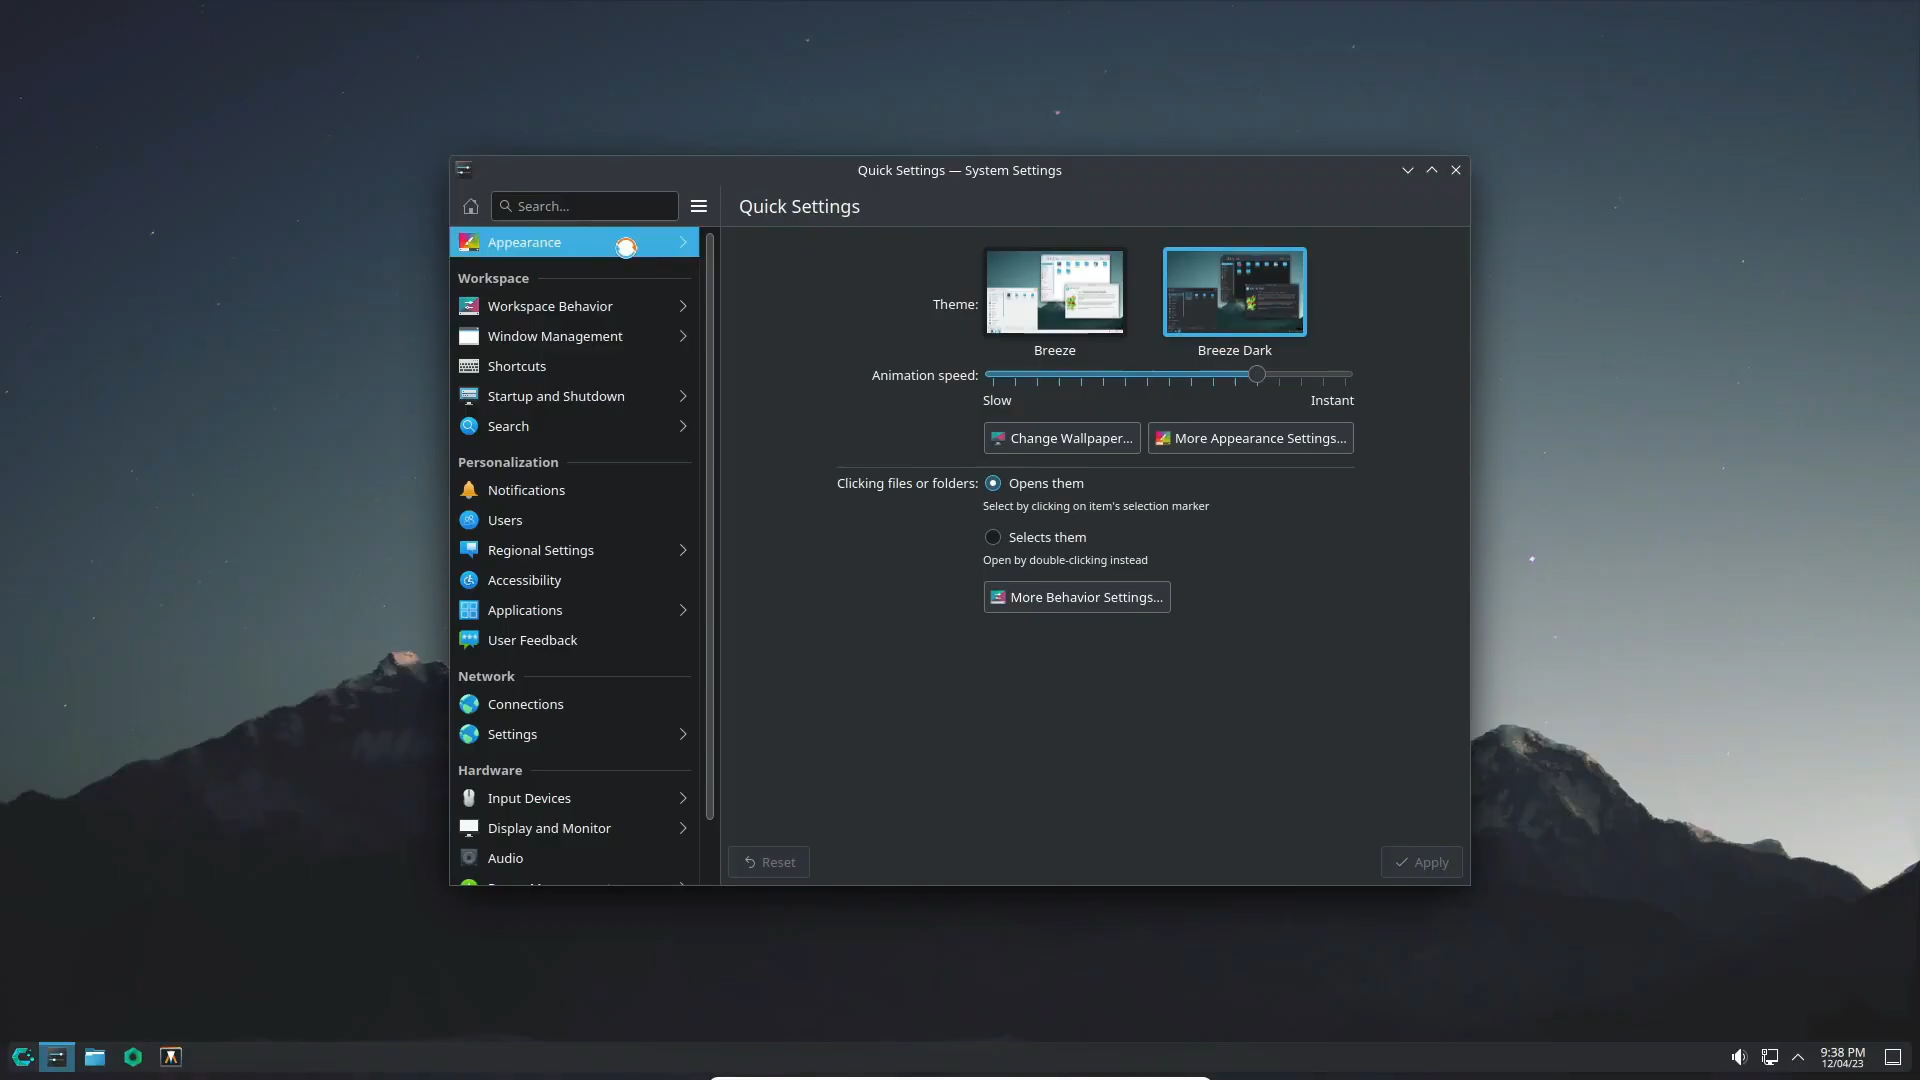 Quick Settings — System Settings
Search...
Quick Settings
Appearance
Workspace
Workspace Behavior
Window Management
Shortcuts
Startup and Shutdown
Search
Personalization
Notifications
Users
Regional Settings
Accessibility
Applications
User Feedback
Network
Connections
Settings
Hardware
Input Devices
Display and Monitor
Audio
Theme:
Breeze
Breeze Dark
Animation speed:
Slow
Instant
Change Wallpaper...
More Appearance Settings...
Clicking files or folders:
Opens them
Select by clicking on item's selection marker
Selects them
Open by double-clicking instead
More Behavior Settings...
Reset
Apply
9:38 PM
12/04/23